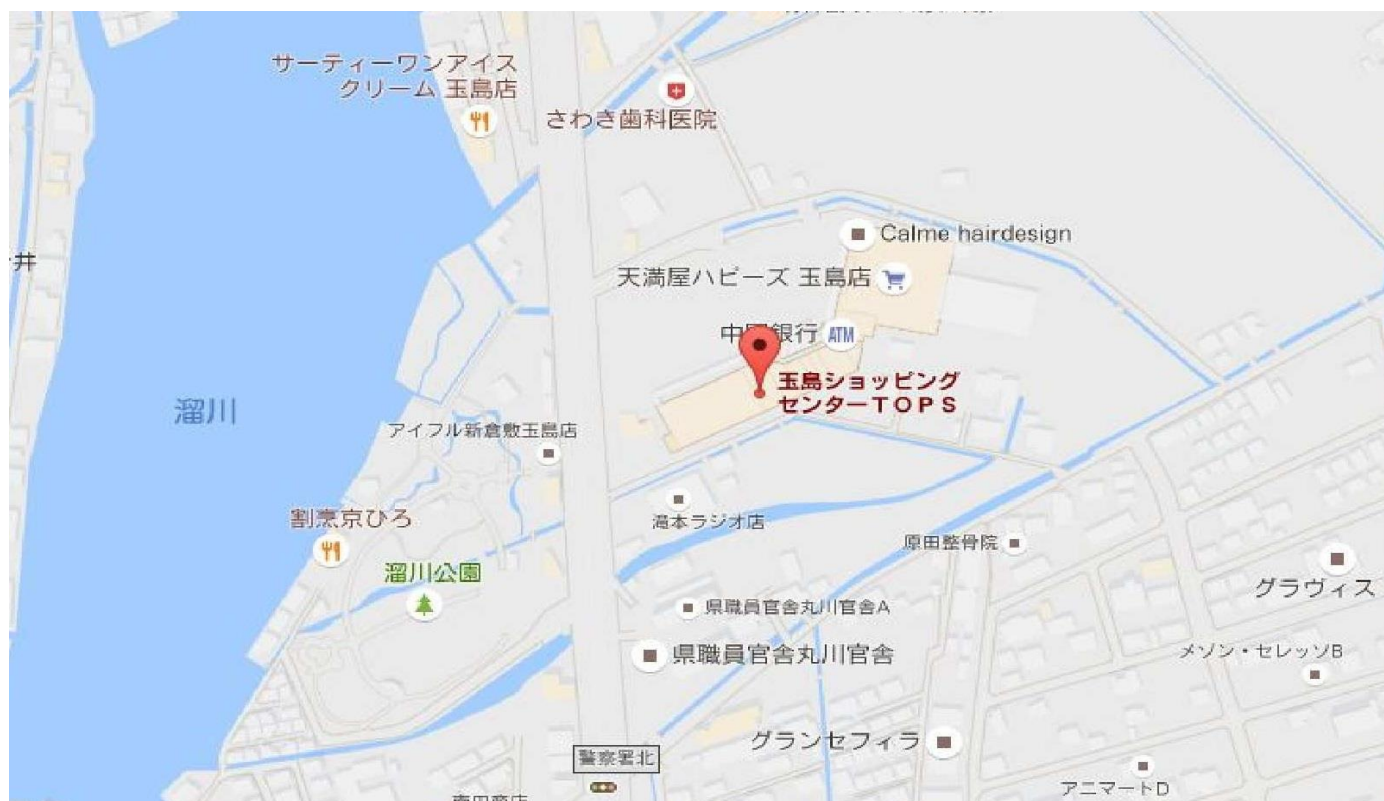 サーティーワンアイス
クリーム 玉島店
さわき歯科医院
Calme hairdesign
井
天満屋ハピーズ 玉島店
ATM
玉島ショッピング
センターTOPS
溜川
アイフル新倉敷玉島店
滝本ラジオ店
割烹京ひろ
原田整骨院
溜川公園
グラヴィス
県職員官舎丸川官舎A
県職員官舎丸川官舎
メゾン・セレッソB
グランセフィラ
警察署北
アニマートD